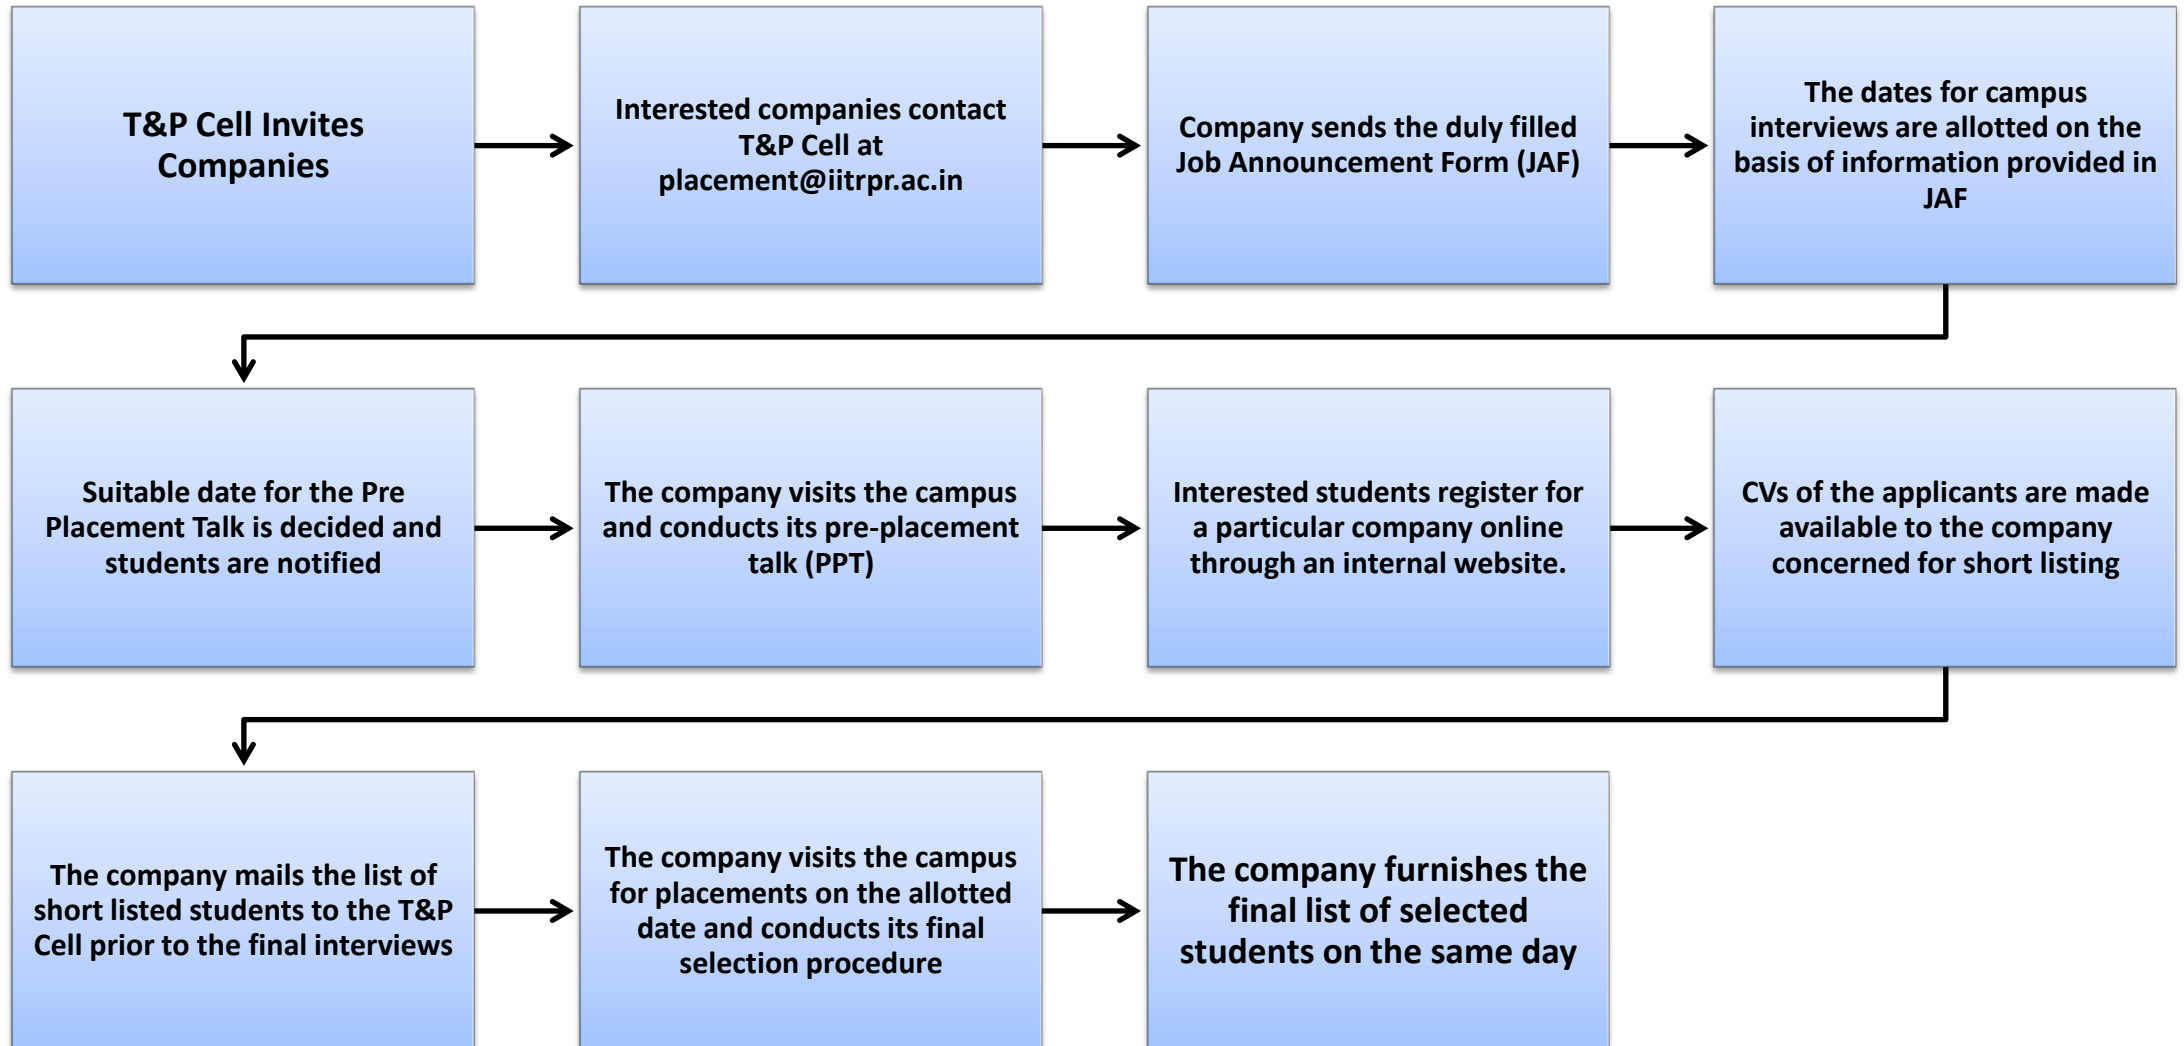 T&P Cell Invites
Companies
Interested companies contact
T&P Cell at
placement@iitrpr.ac.in
Company sends the duly filled
Job Announcement Form (JAF)
The dates for campus
interviews are allotted on the
basis of information provided in
JAF
Suitable date for the Pre
Placement Talk is decided and
students are notified
The company visits the campus
and conducts its pre-placement
talk (PPT)
Interested students register for
a particular company online
through an internal website.
CVs of the applicants are made
available to the company
concerned for short listing
The company mails the list of
short listed students to the T&P
Cell prior to the final interviews
The company visits the campus
for placements on the allotted
date and conducts its final
selection procedure
The company furnishes the
final list of selected
students on the same day